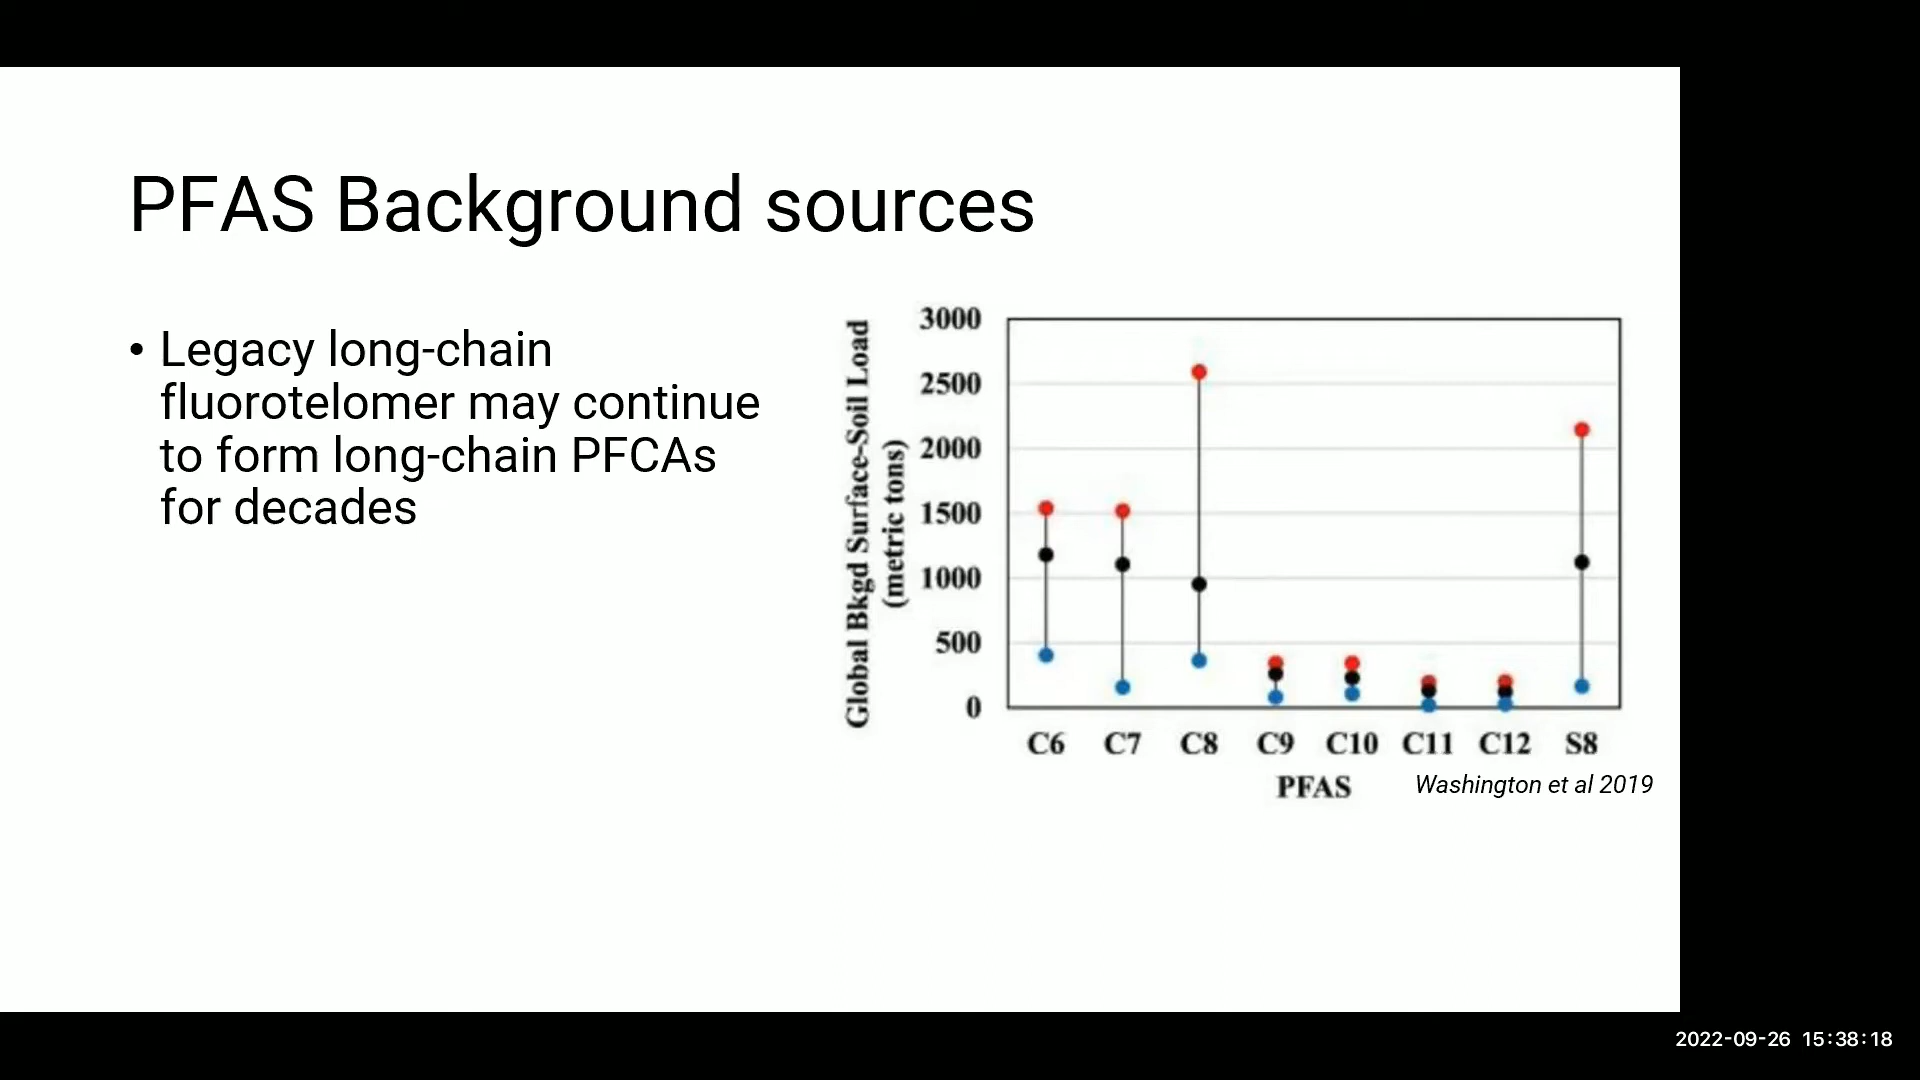 PFAS Background sources
• Legacy long-chain
fluorotelomer may continue
to form long-chain PFCAs
for decades
Global Bkgd Surface-Soil Load
(metric tons)
3000
2500
2000
1500
1000
500
0
C6 C7 C8 C9 C10 C11 C12 S8
PFAS
Washington et al 2019
2022-09-26 15:38:18